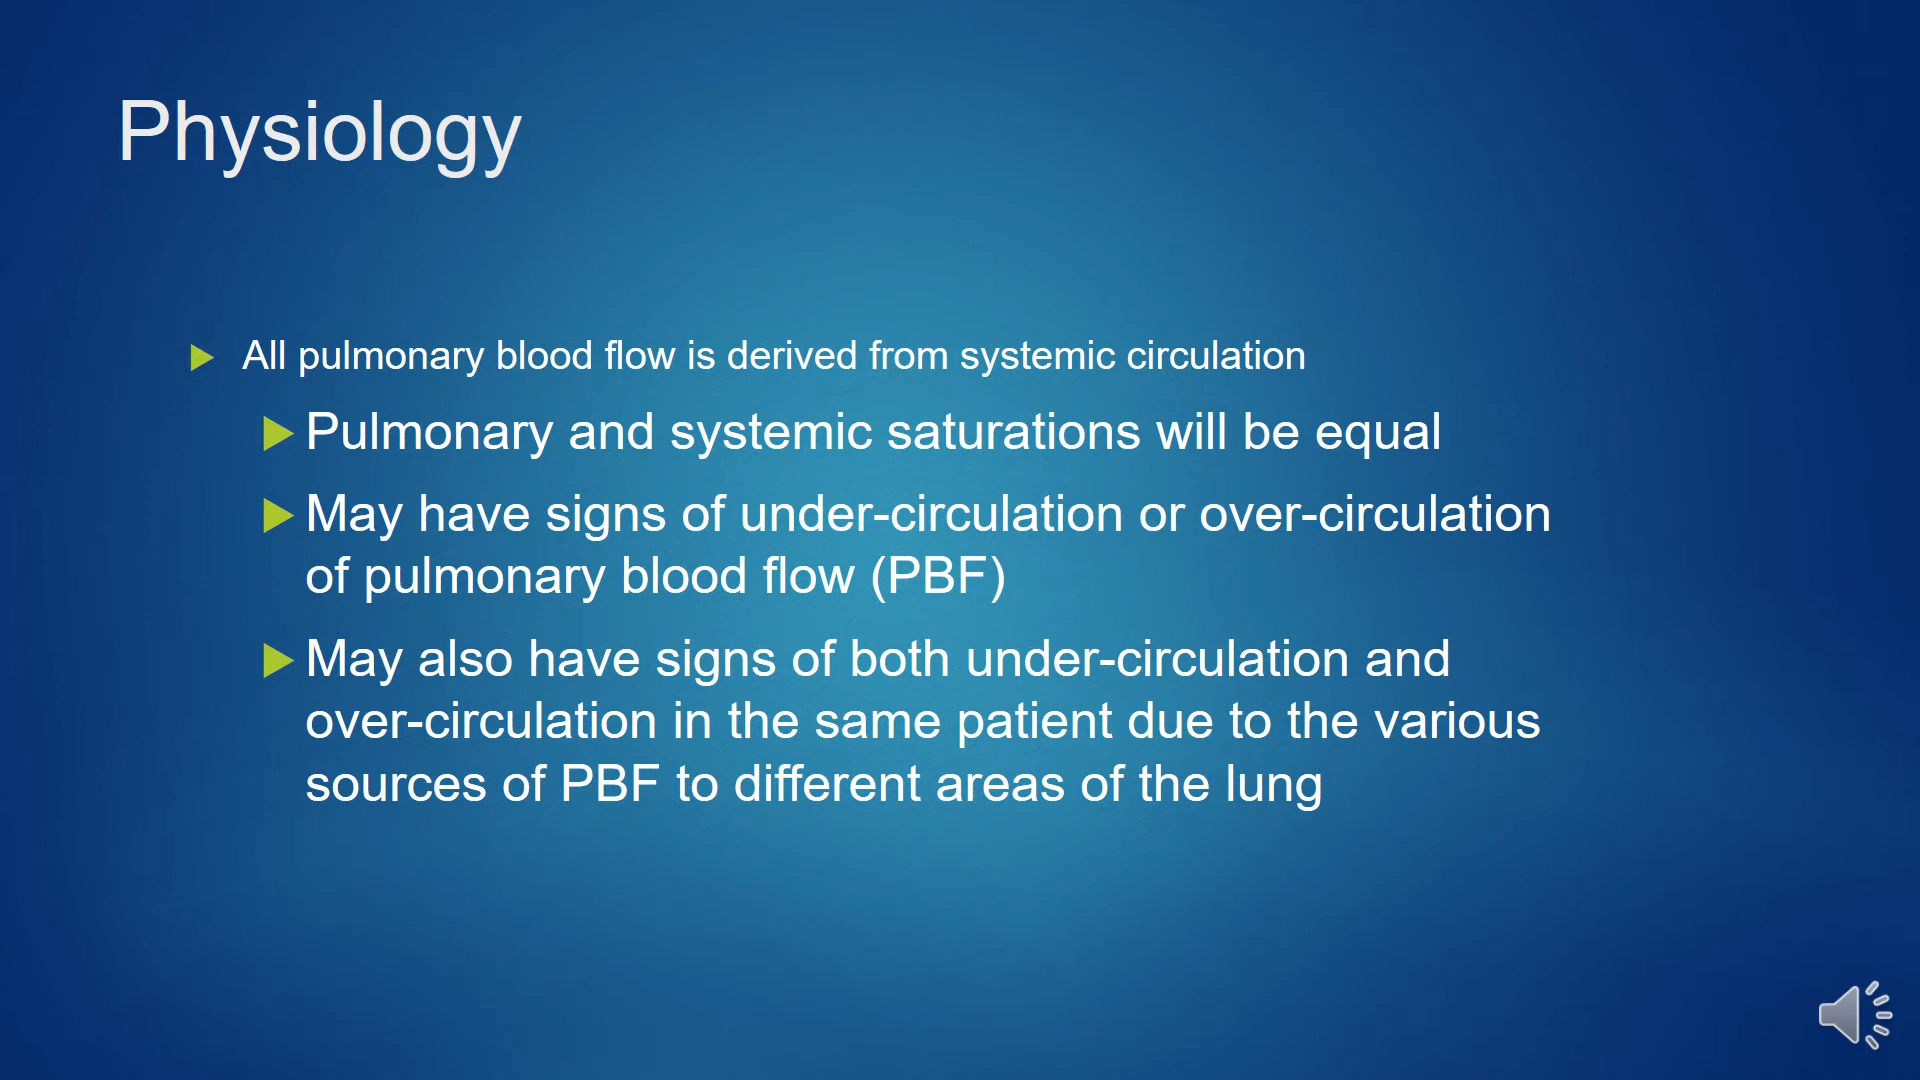 Physiology
All pulmonary blood flow is derived from systemic circulation
Pulmonary and systemic saturations will be equal
May have signs of under-circulation or over-circulation
of pulmonary blood flow (PBF)
May also have signs of both under-circulation and
over-circulation in the same patient due to the various
sources of PBF to different areas of the lung